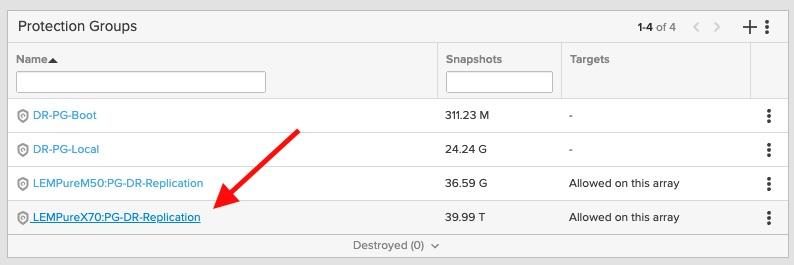 Protection Groups 1-4 of 4
Name Snapshots Targets
DR-PG-Boot 311.23 M -
DR-PG-Local 24.24 G -
LEMPureM50:PG-DR-Replication 36.59 G Allowed on this array
LEMPureX70:PG-DR-Replication 39.99 T Allowed on this array
Destroyed (0)